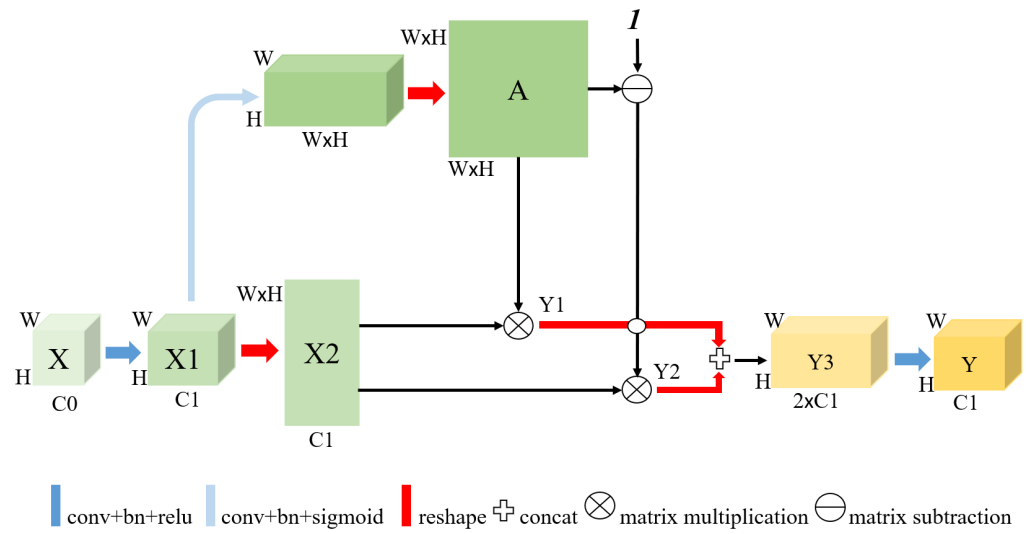 1
WxH
W
A
H
WxH
WxH
WxH
Y1
W
W
W
W
X
X1
X2
Y2
Y3
Y
H
H
H
H
C0
C1
2xC1
C1
C1
conv+bn+relu
conv+bn+sigmoid
reshape
concat
matrix multiplication
matrix subtraction